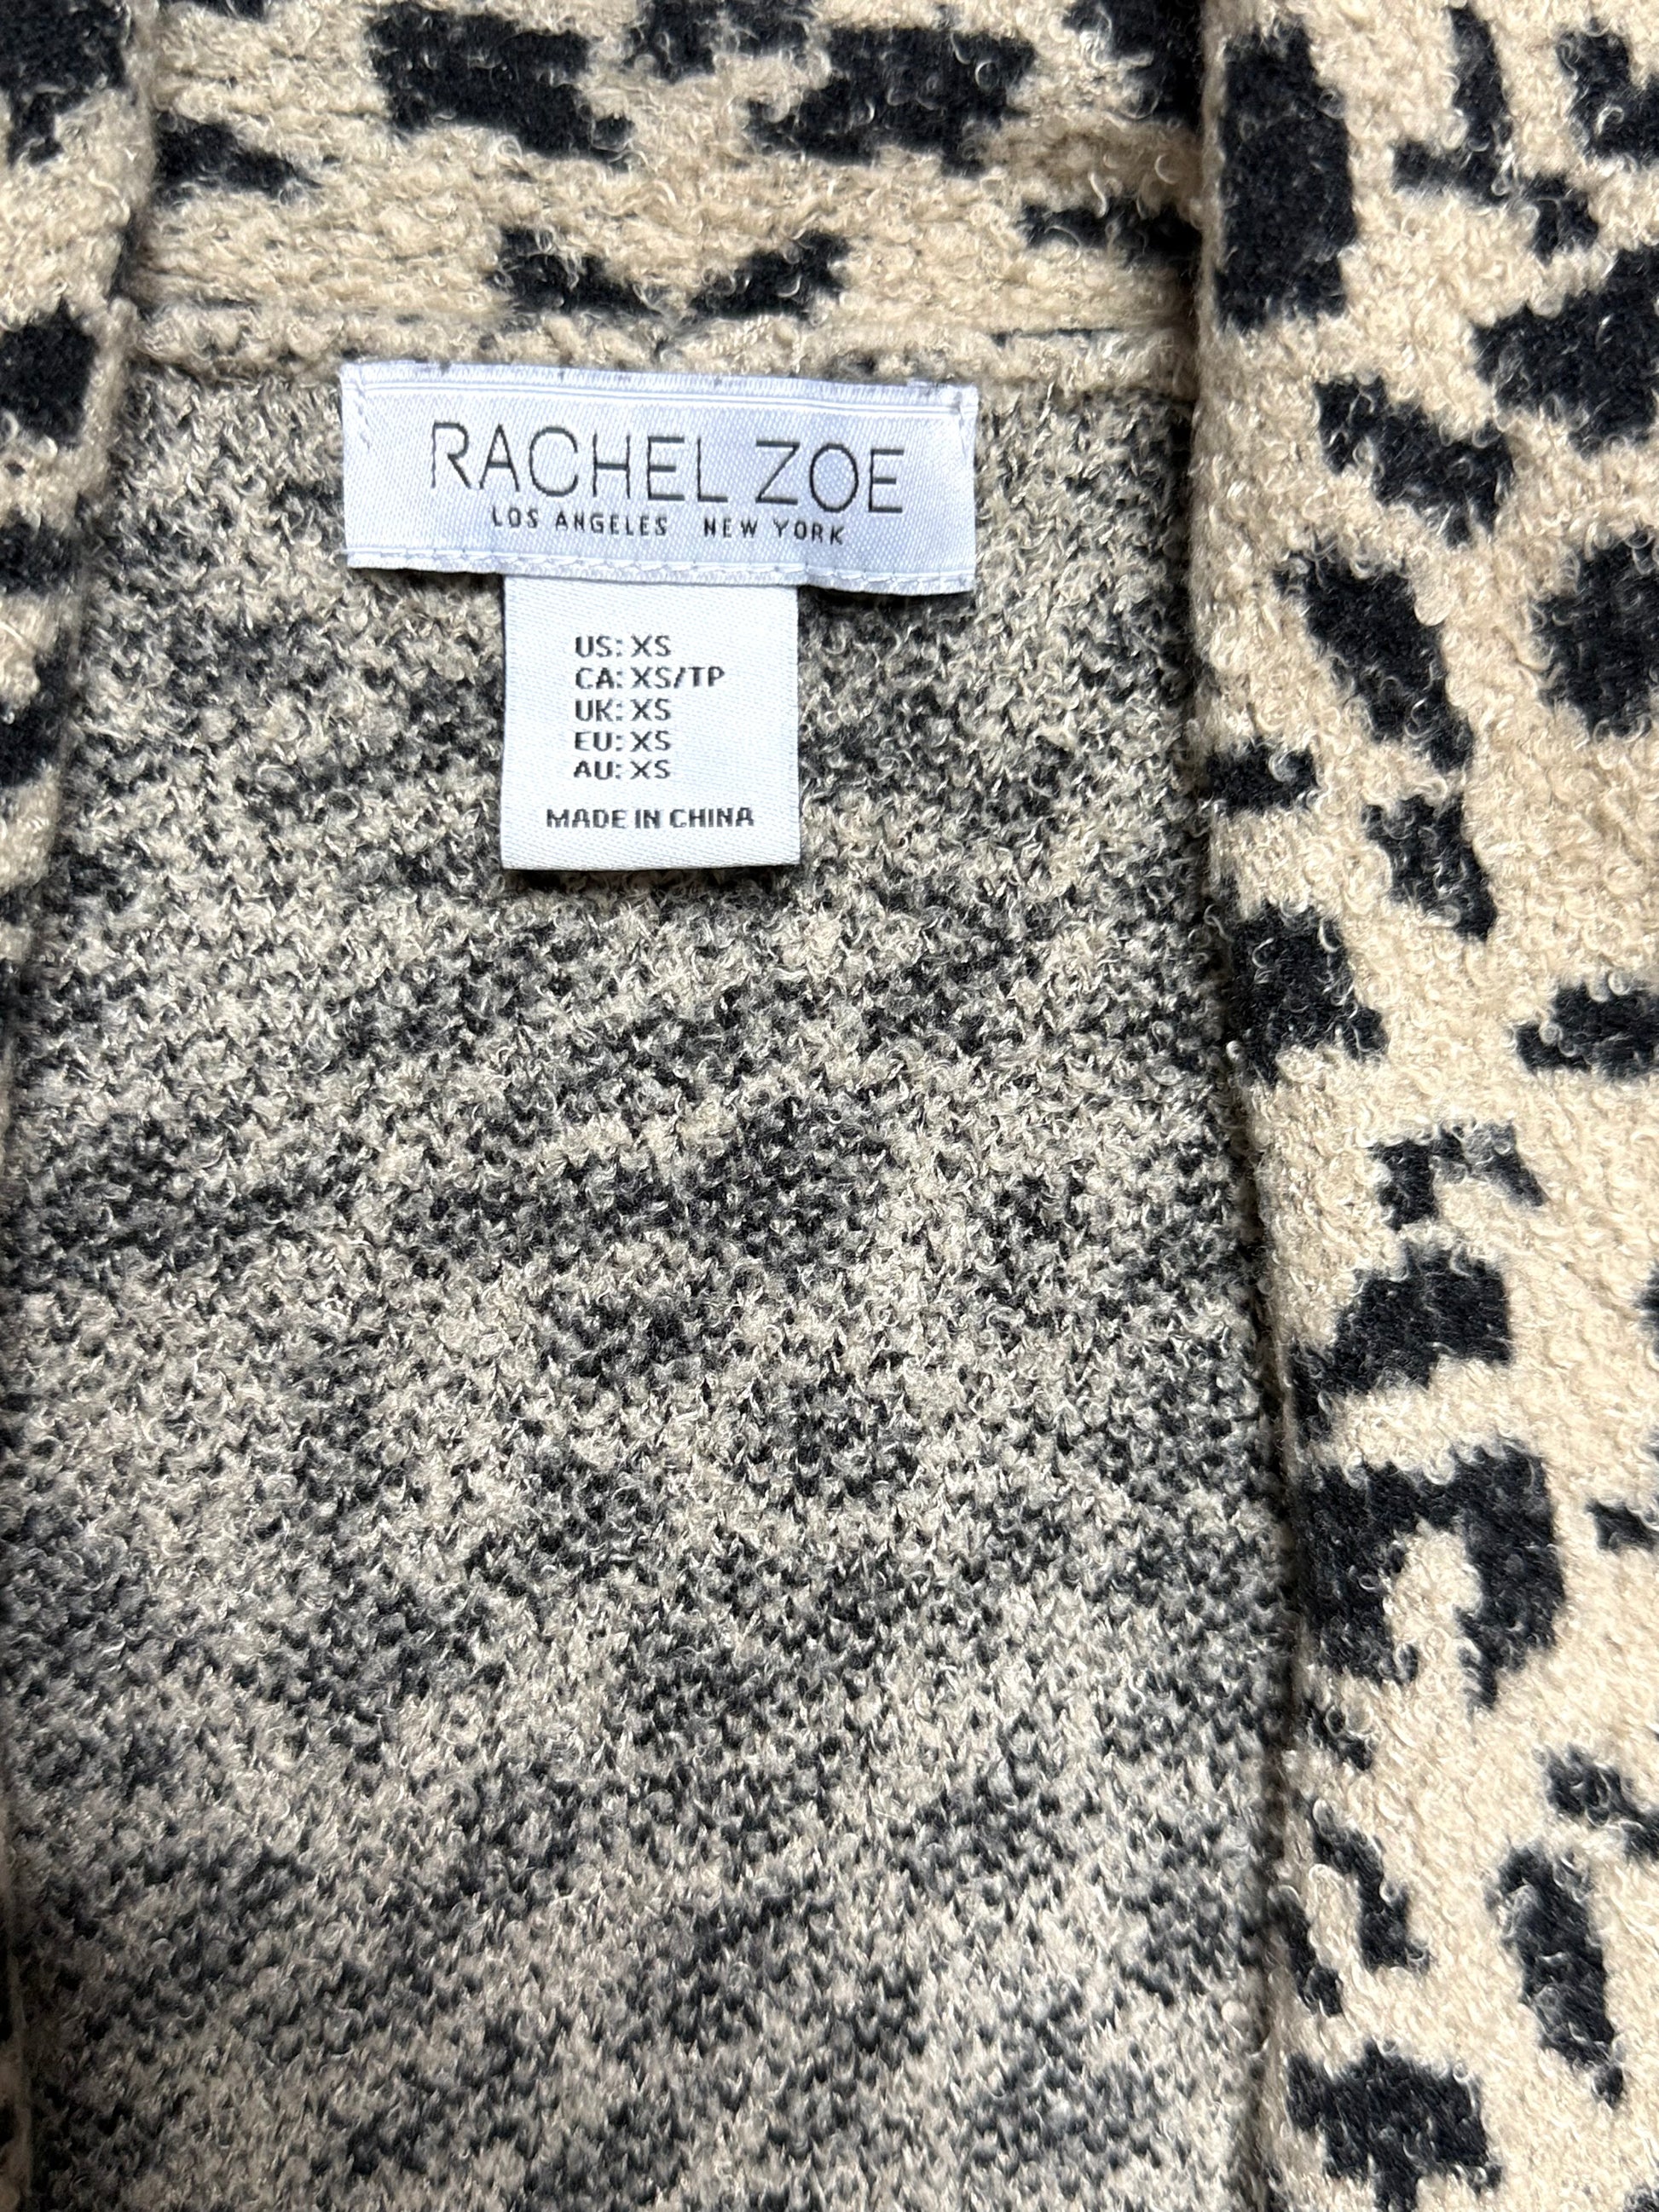 RACHEL ZOE
LOS ANGELES NEW YORK
US: XS
CA: XS/TP
UK: XS
EU: XS
AU: XS
MADE IN CHINA